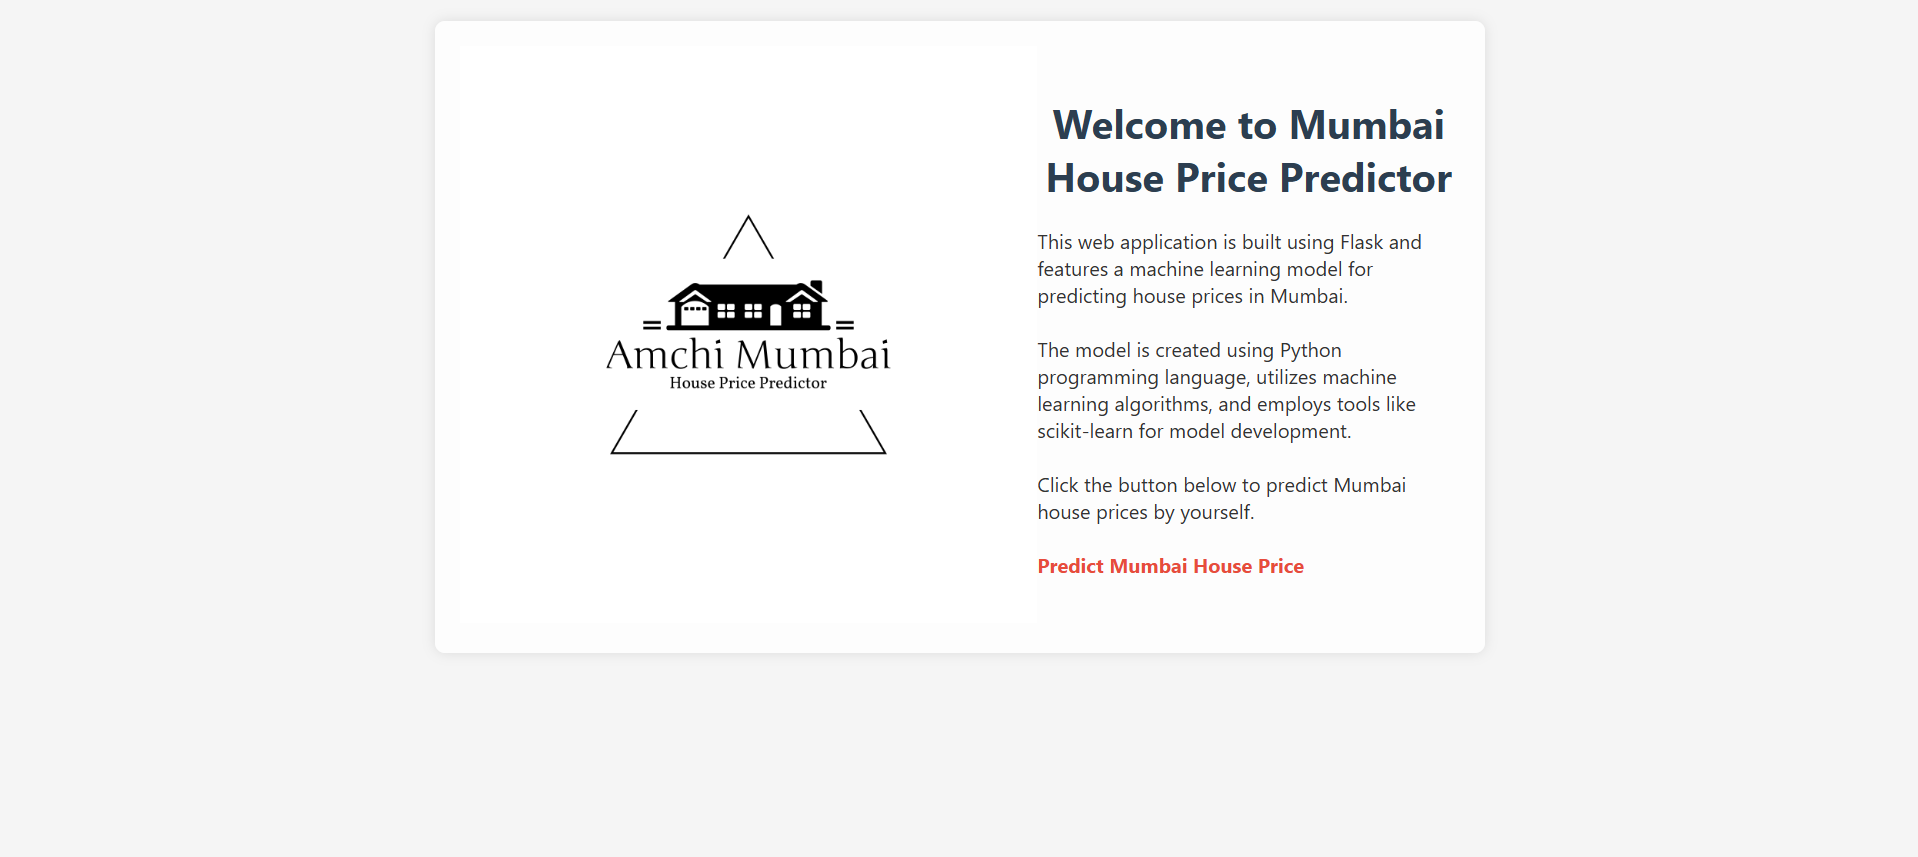 Amchi Mumbai
House Price Predictor
Welcome to Mumbai
House Price Predictor
This web application is built using Flask and
features a machine learning model for
predicting house prices in Mumbai.
The model is created using Python
programming language, utilizes machine
learning algorithms, and employs tools like
scikit-learn for model development.
Click the button below to predict Mumbai
house prices by yourself.
Predict Mumbai House Price